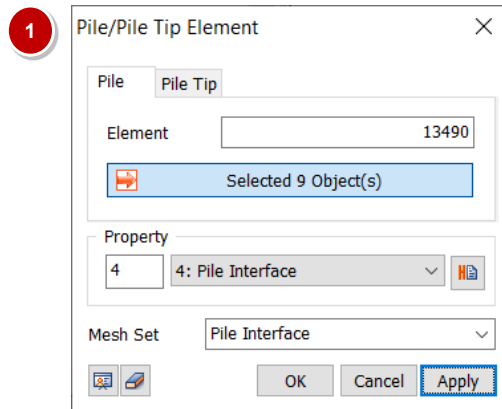 1
Pile/Pile Tip Element
Pile Pile Tip
Element 13490
Selected 9 Object(s)
Property
4 4: Pile Interface
Mesh Set Pile Interface
OK Cancel Apply